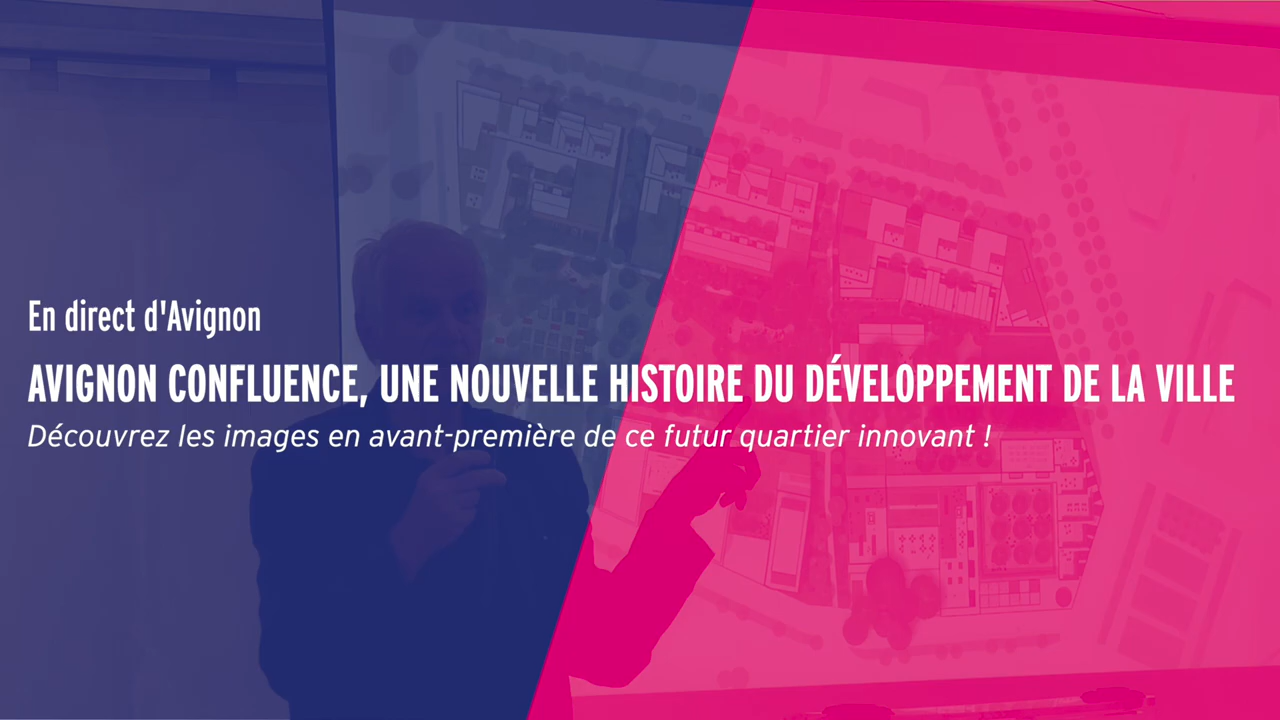 En direct d'Avignon
AVIGNON CONFLUENCE, UNE NOUVELLE HISTOIRE DU DÉVELOPPEMENT DE LA VILLE
Découvrez les images en avant-première de ce futur quartier innovant !